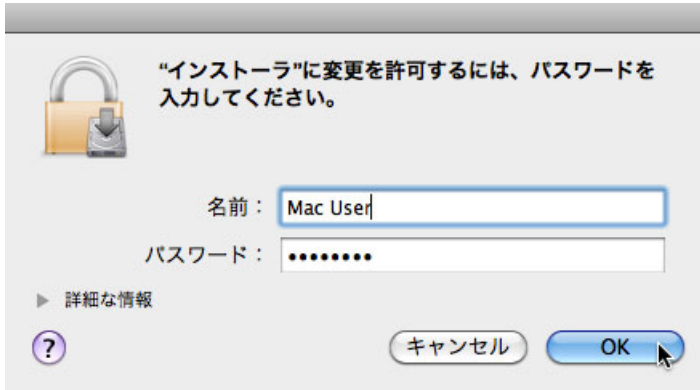 “インストーラ”に変更を許可するには、パスワードを
入力してください。
名前：
Mac User
パスワード：
••••••••
詳細な情報
?
キャンセル
OK